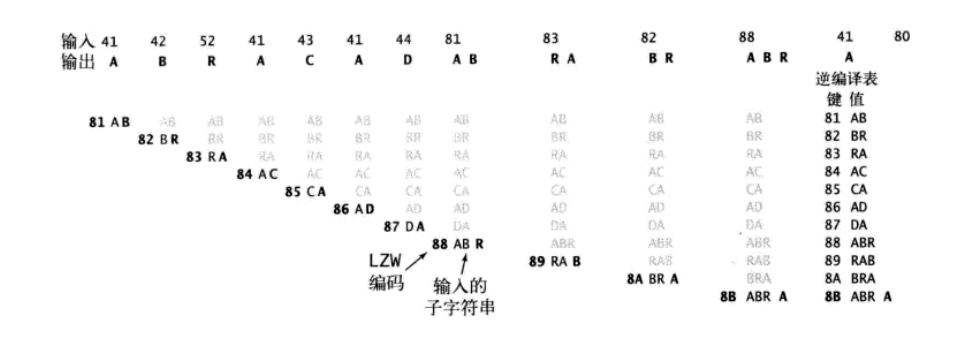 输入 41 42 52 41 43 41 44 81 83 82 88 41 80
输出 A B R A C A D A B R A B R A B R A
逆编译表
键 值
81 AB AB AB AB AB AB AB AB AB AB 81 AB
82 BR BR BR BR BR BR BR BR BR BR 82 BR
83 RA RA RA RA RA RA RA RA RA 83 RA
84 AC AC AC AC AC AC AC AC 84 AC
85 CA CA CA CA CA CA CA 85 CA
86 AD AD AD AD AD AD 86 AD
87 DA DA DA DA DA 87 DA
88 ABR ABR ABR ABR 88 ABR
89 RAB RAB RAB 89 RAB
8A BRA BRA 8A BRA
8B ABR A 8B ABR A
LZW
编码
输入的
子字符串